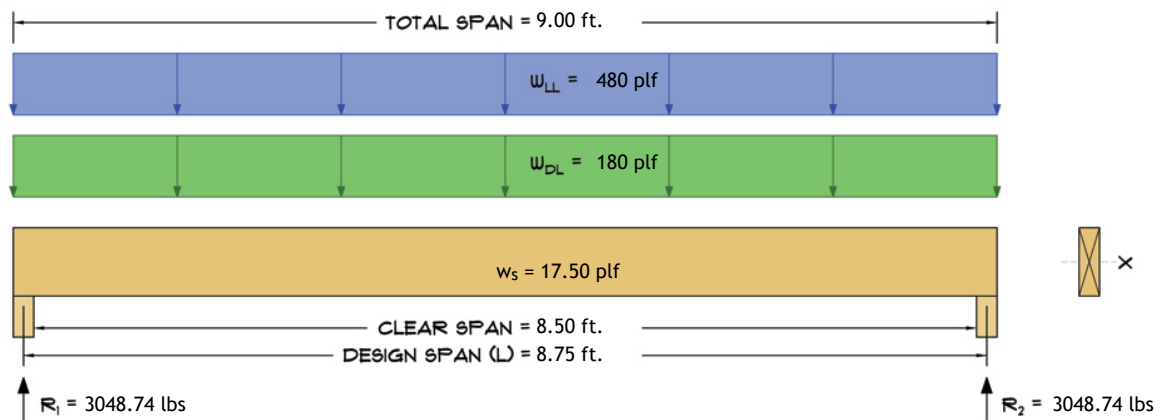 TOTAL SPAN = 9.00 ft.
wLL = 480 plf
wDL = 180 plf
ws = 17.50 plf
X
CLEAR SPAN = 8.50 ft.
DESIGN SPAN (L) = 8.75 ft.
R1 = 3048.74 lbs
R2 = 3048.74 lbs